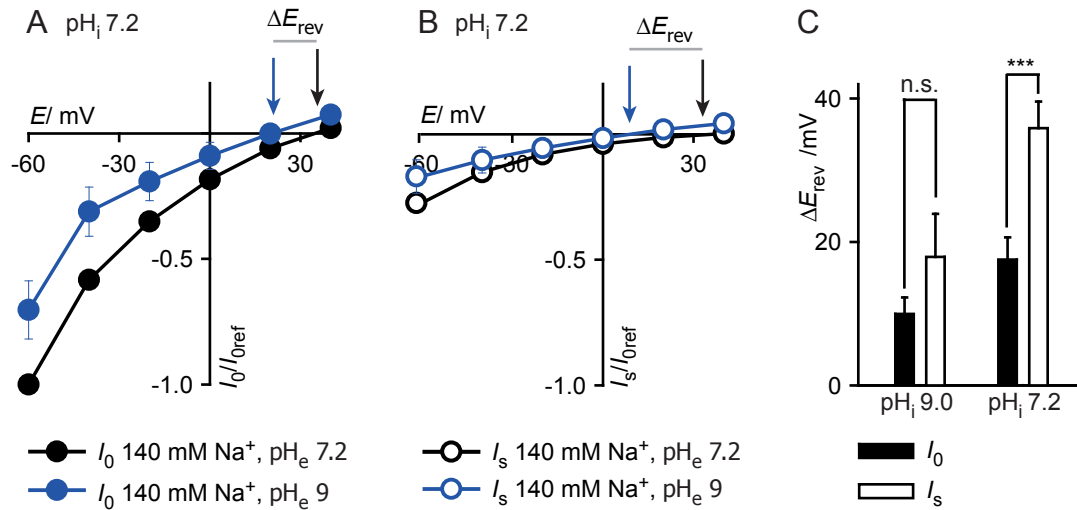 A pHi 7.2
ΔErev
E/ mV
-60
-30
30
-0.5
-1.0
I0/I0ref
I0 140 mM Na+, pHe 7.2
I0 140 mM Na+, pHe 9
B pHi 7.2
ΔErev
E/ mV
-60
-30
0
30
-0.5
-1.0
Is/I0ref
Is 140 mM Na+, pHe 7.2
Is 140 mM Na+, pHe 9
C
n.s.
***
ΔErev /mV
40
20
0
pHi 9.0 pHi 7.2
I0
Is